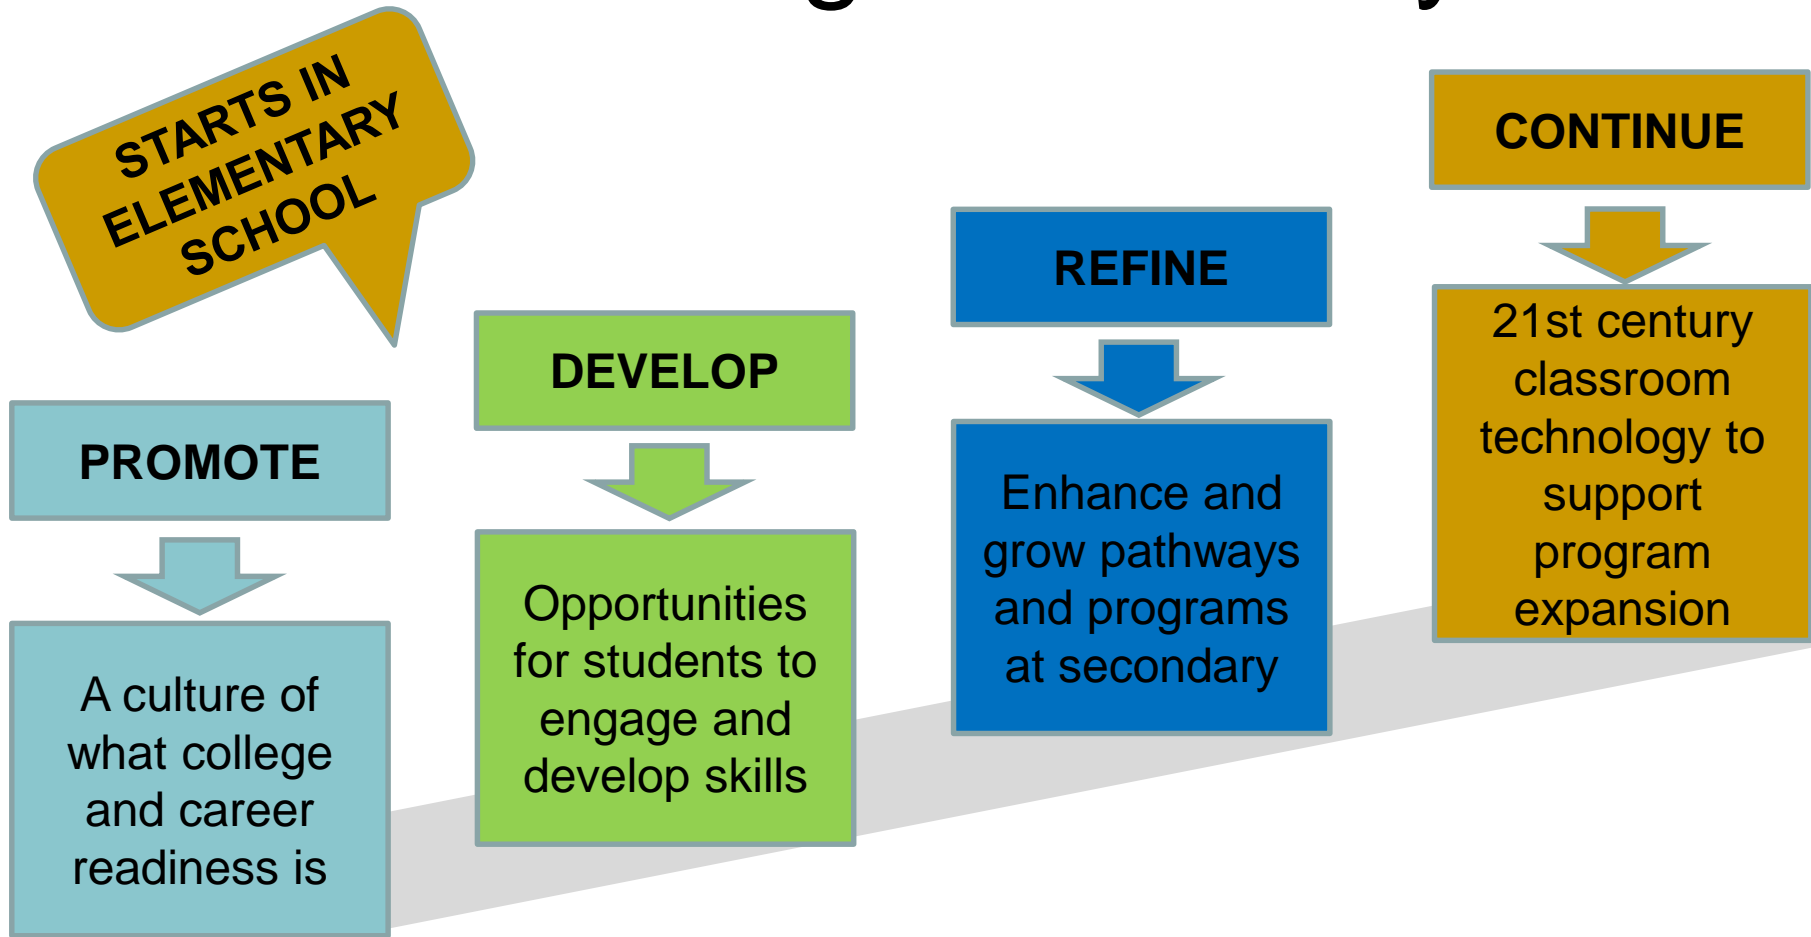 STARTS IN
ELEMENTARY
SCHOOL
PROMOTE
A culture of
what college
and career
readiness is
DEVELOP
Opportunities
for students to
engage and
develop skills
REFINE
Enhance and
grow pathways
and programs
at secondary
CONTINUE
21st century
classroom
technology to
support
program
expansion